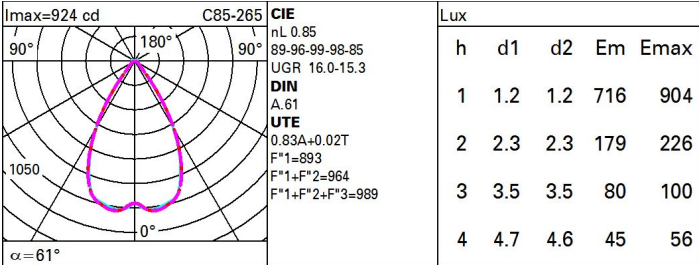 Imax=924 cd C85-265
90° 180° 90°
1050
0°
α=61°
CIE
nL 0.85
89-96-99-98-85
UGR 16.0-15.3
DIN
A.61
UTE
0.83A+0.02T
F"1=893
F"1+F"2=964
F"1+F"2+F"3=989
Lux
h d1 d2 Em Emax
1 1.2 1.2 716 904
2 2.3 2.3 179 226
3 3.5 3.5 80 100
4 4.7 4.6 45 56